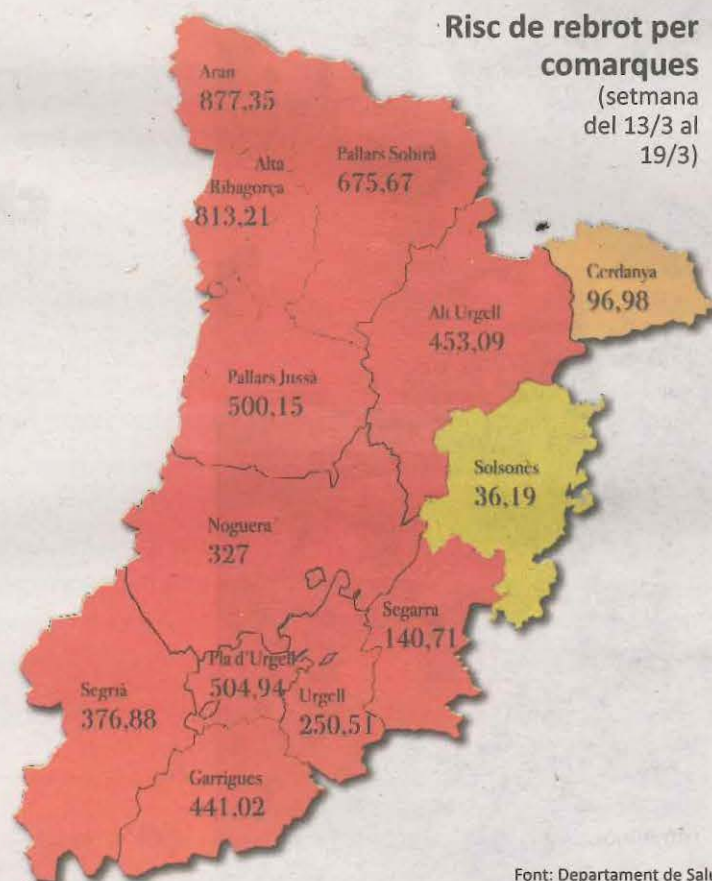 Risc de rebrot per
comarques
(setmana
del 13/3 al
19/3)
Aran
877,35
Alta
Ribagorça
813,21
Pallars Sobirà
675,67
Cerdanya
96,98
Alt Urgell
453,09
Pallars Jussà
500,15
Solsonès
36,19
Noguera
327
Segarra
140,71
Pla d'Urgell
504,94
Segrià
376,88
Urgell
250,51
Garrigues
441,02
Font: Departament de Salu